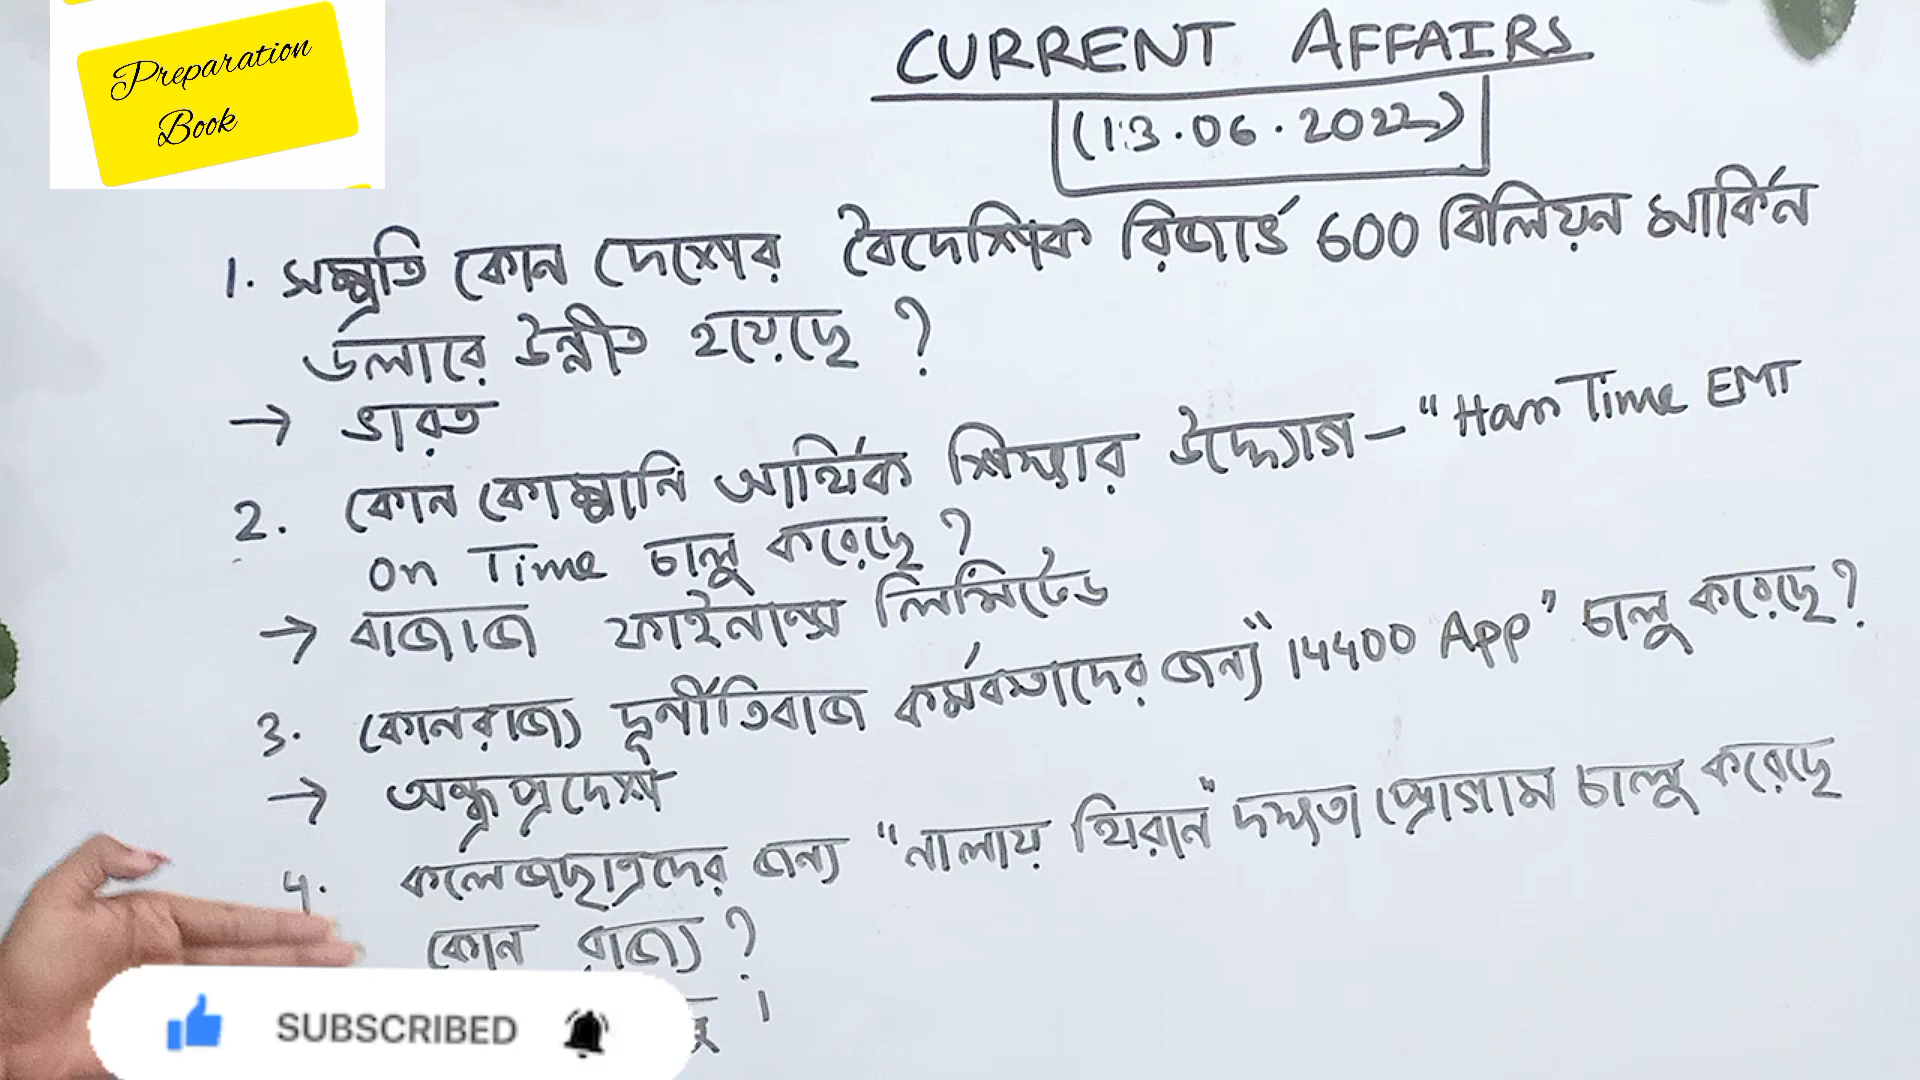 Preparation
Book
CURRENT AFFAIRS
(13.06.2022)
1. সম্প্রতি কোন দেশের বৈদেশিক রিজার্ভ 600 বিলিয়ন মার্কিন
ডলারে উন্নীত হয়েছে ?
→ ভারত
2. কোন কোম্পানি আর্থিক শিক্ষার উদ্দ্যোগ – "Ham Time EMI
on Time চালু করেছে ?
→ বাজাজ ফাইনান্স লিমিটেড
3. কোন রাজ্য দুর্নীতিবাজ কর্মকর্তাদের জন্য "14400 App" চালু করেছে ?
→ অন্ধ্রপ্রদেশ
4. কলেজছাত্রদের জন্য "নালায় থিরান" দক্ষতা প্রোগ্রাম চালু করেছে
কোন রাজ্য ?
SUBSCRIBED